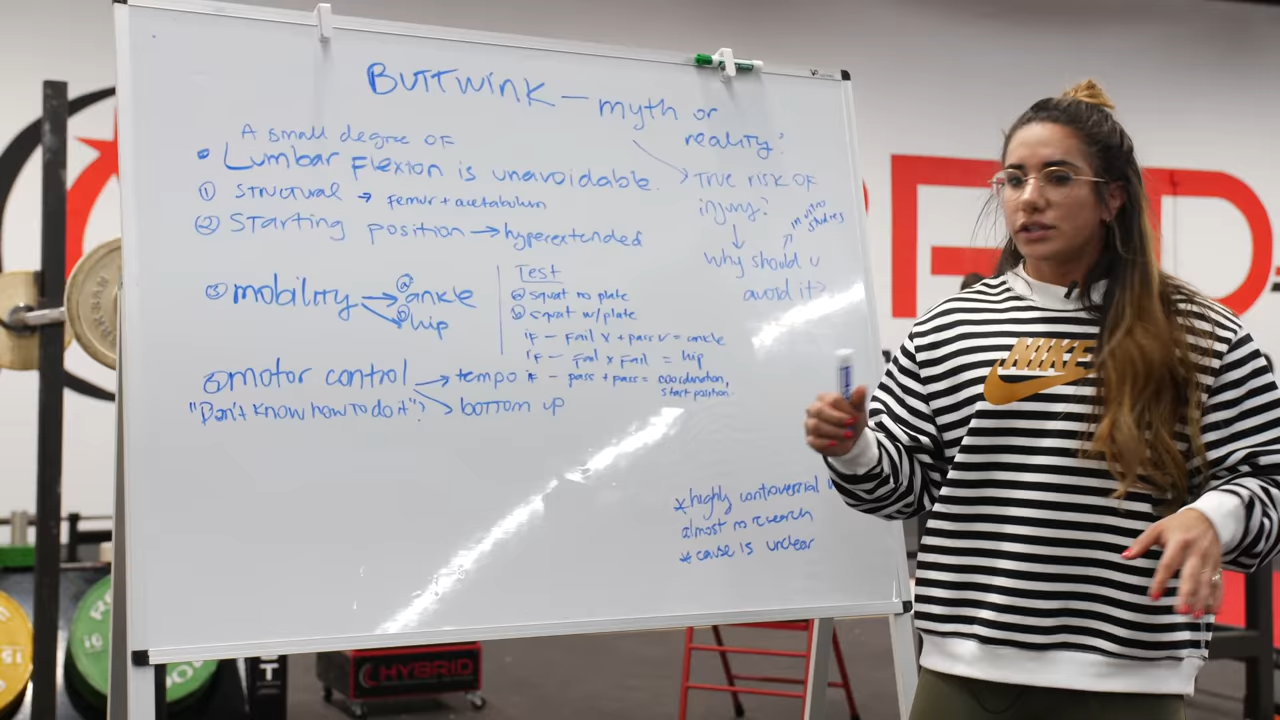 BUTTWINK — myth or
reality?
A small degree of
• Lumbar Flexion is unavoidable.
① structural → femur + acetabulum
② Starting position → hyperextended
③ mobility → ⓐ ankle
ⓑ hip
Test
ⓐ squat no plate
ⓑ squat w/plate
if – Fail x + pass v = ankle
if – Fail x Fail = hip
if – pass + pass = coordination,
start position.
motor control → tempo
"Don't know how to do it"? → bottom up
True risk of
injury?
in vitro
studies
why should u
avoid it?
* highly controversial
almost no research
* cause is unclear
NIKE
HYBRID
15
10